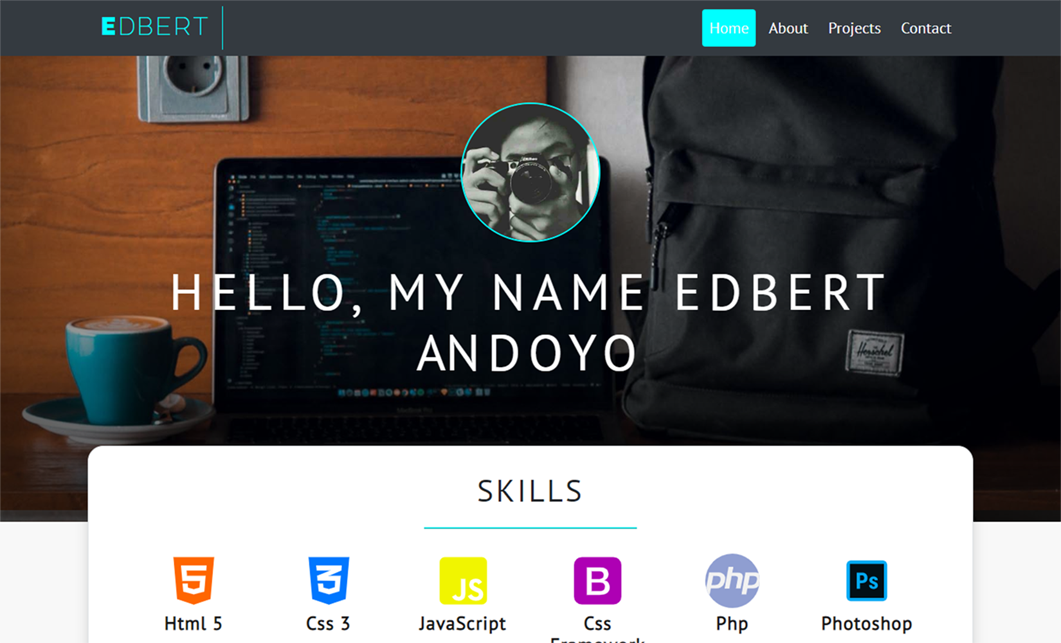 EDBERT
Home About Projects Contact
HELLO, MY NAME EDBERT
ANDOYO
Herschel
SKILLS
5 3 JS B php Ps
Html 5 Css 3 JavaScript Css Php Photoshop
Framework